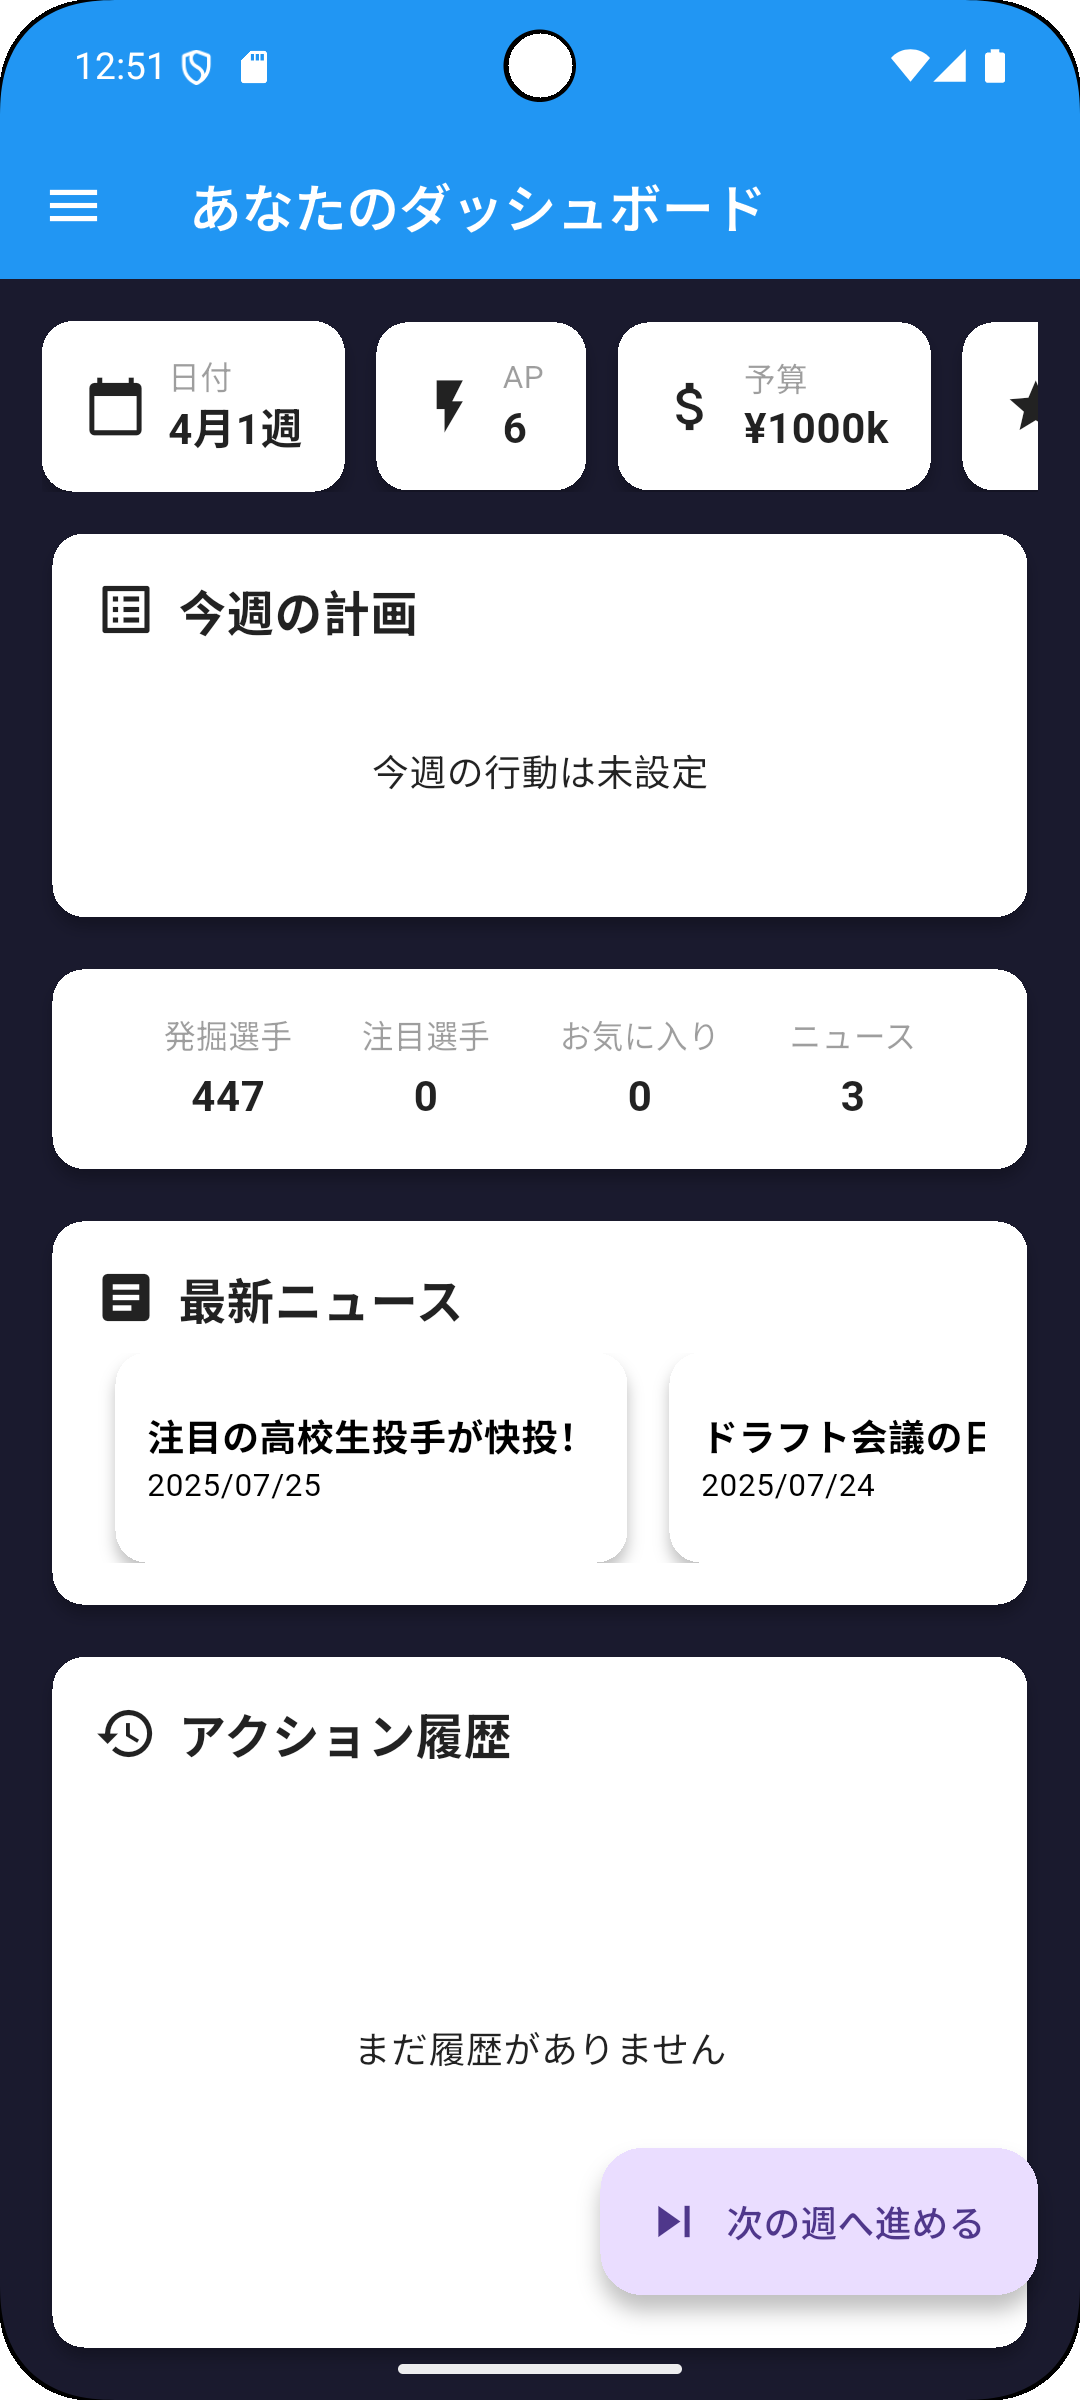 12:51
あなたのダッシュボード
日付
4月1週
AP
6
予算
¥1000k
今週の計画
今週の行動は未設定
発掘選手 注目選手 お気に入り ニュース
447 0 0 3
最新ニュース
注目の高校生投手が快投!
2025/07/25
ドラフト会議の
2025/07/24
アクション履歴
まだ履歴がありません
次の週へ進める